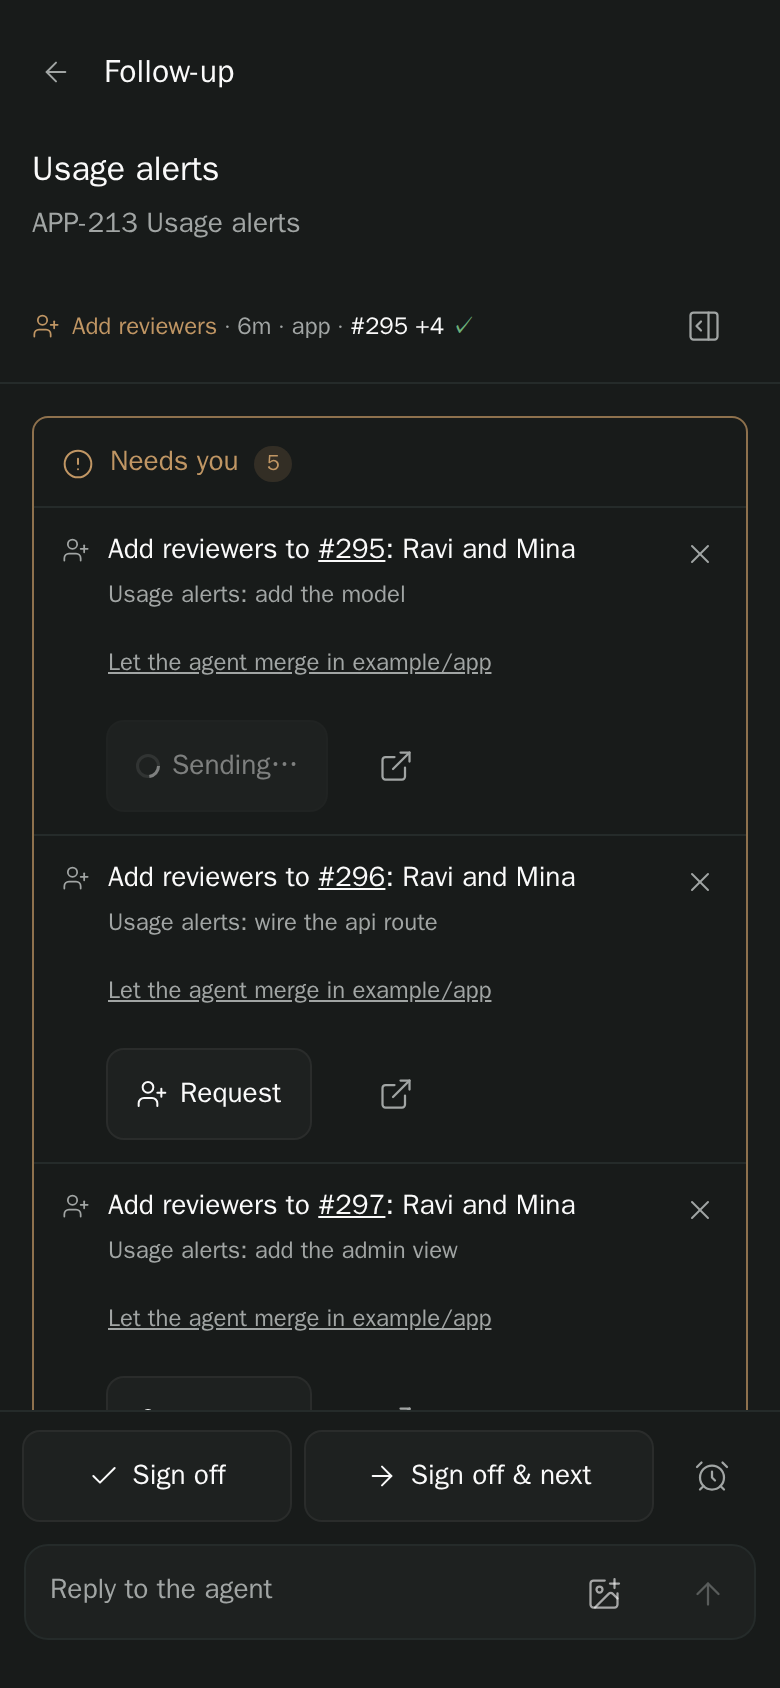 Follow-up
Usage alerts
APP-213 Usage alerts
Add reviewers · 6m · app · #295 +4 ✓
Needs you 5
Add reviewers to #295: Ravi and Mina
Usage alerts: add the model
Let the agent merge in example/app
Sending···
Add reviewers to #296: Ravi and Mina
Usage alerts: wire the api route
Let the agent merge in example/app
Request
Add reviewers to #297: Ravi and Mina
Usage alerts: add the admin view
Let the agent merge in example/app
Sign off
Sign off & next
Reply to the agent